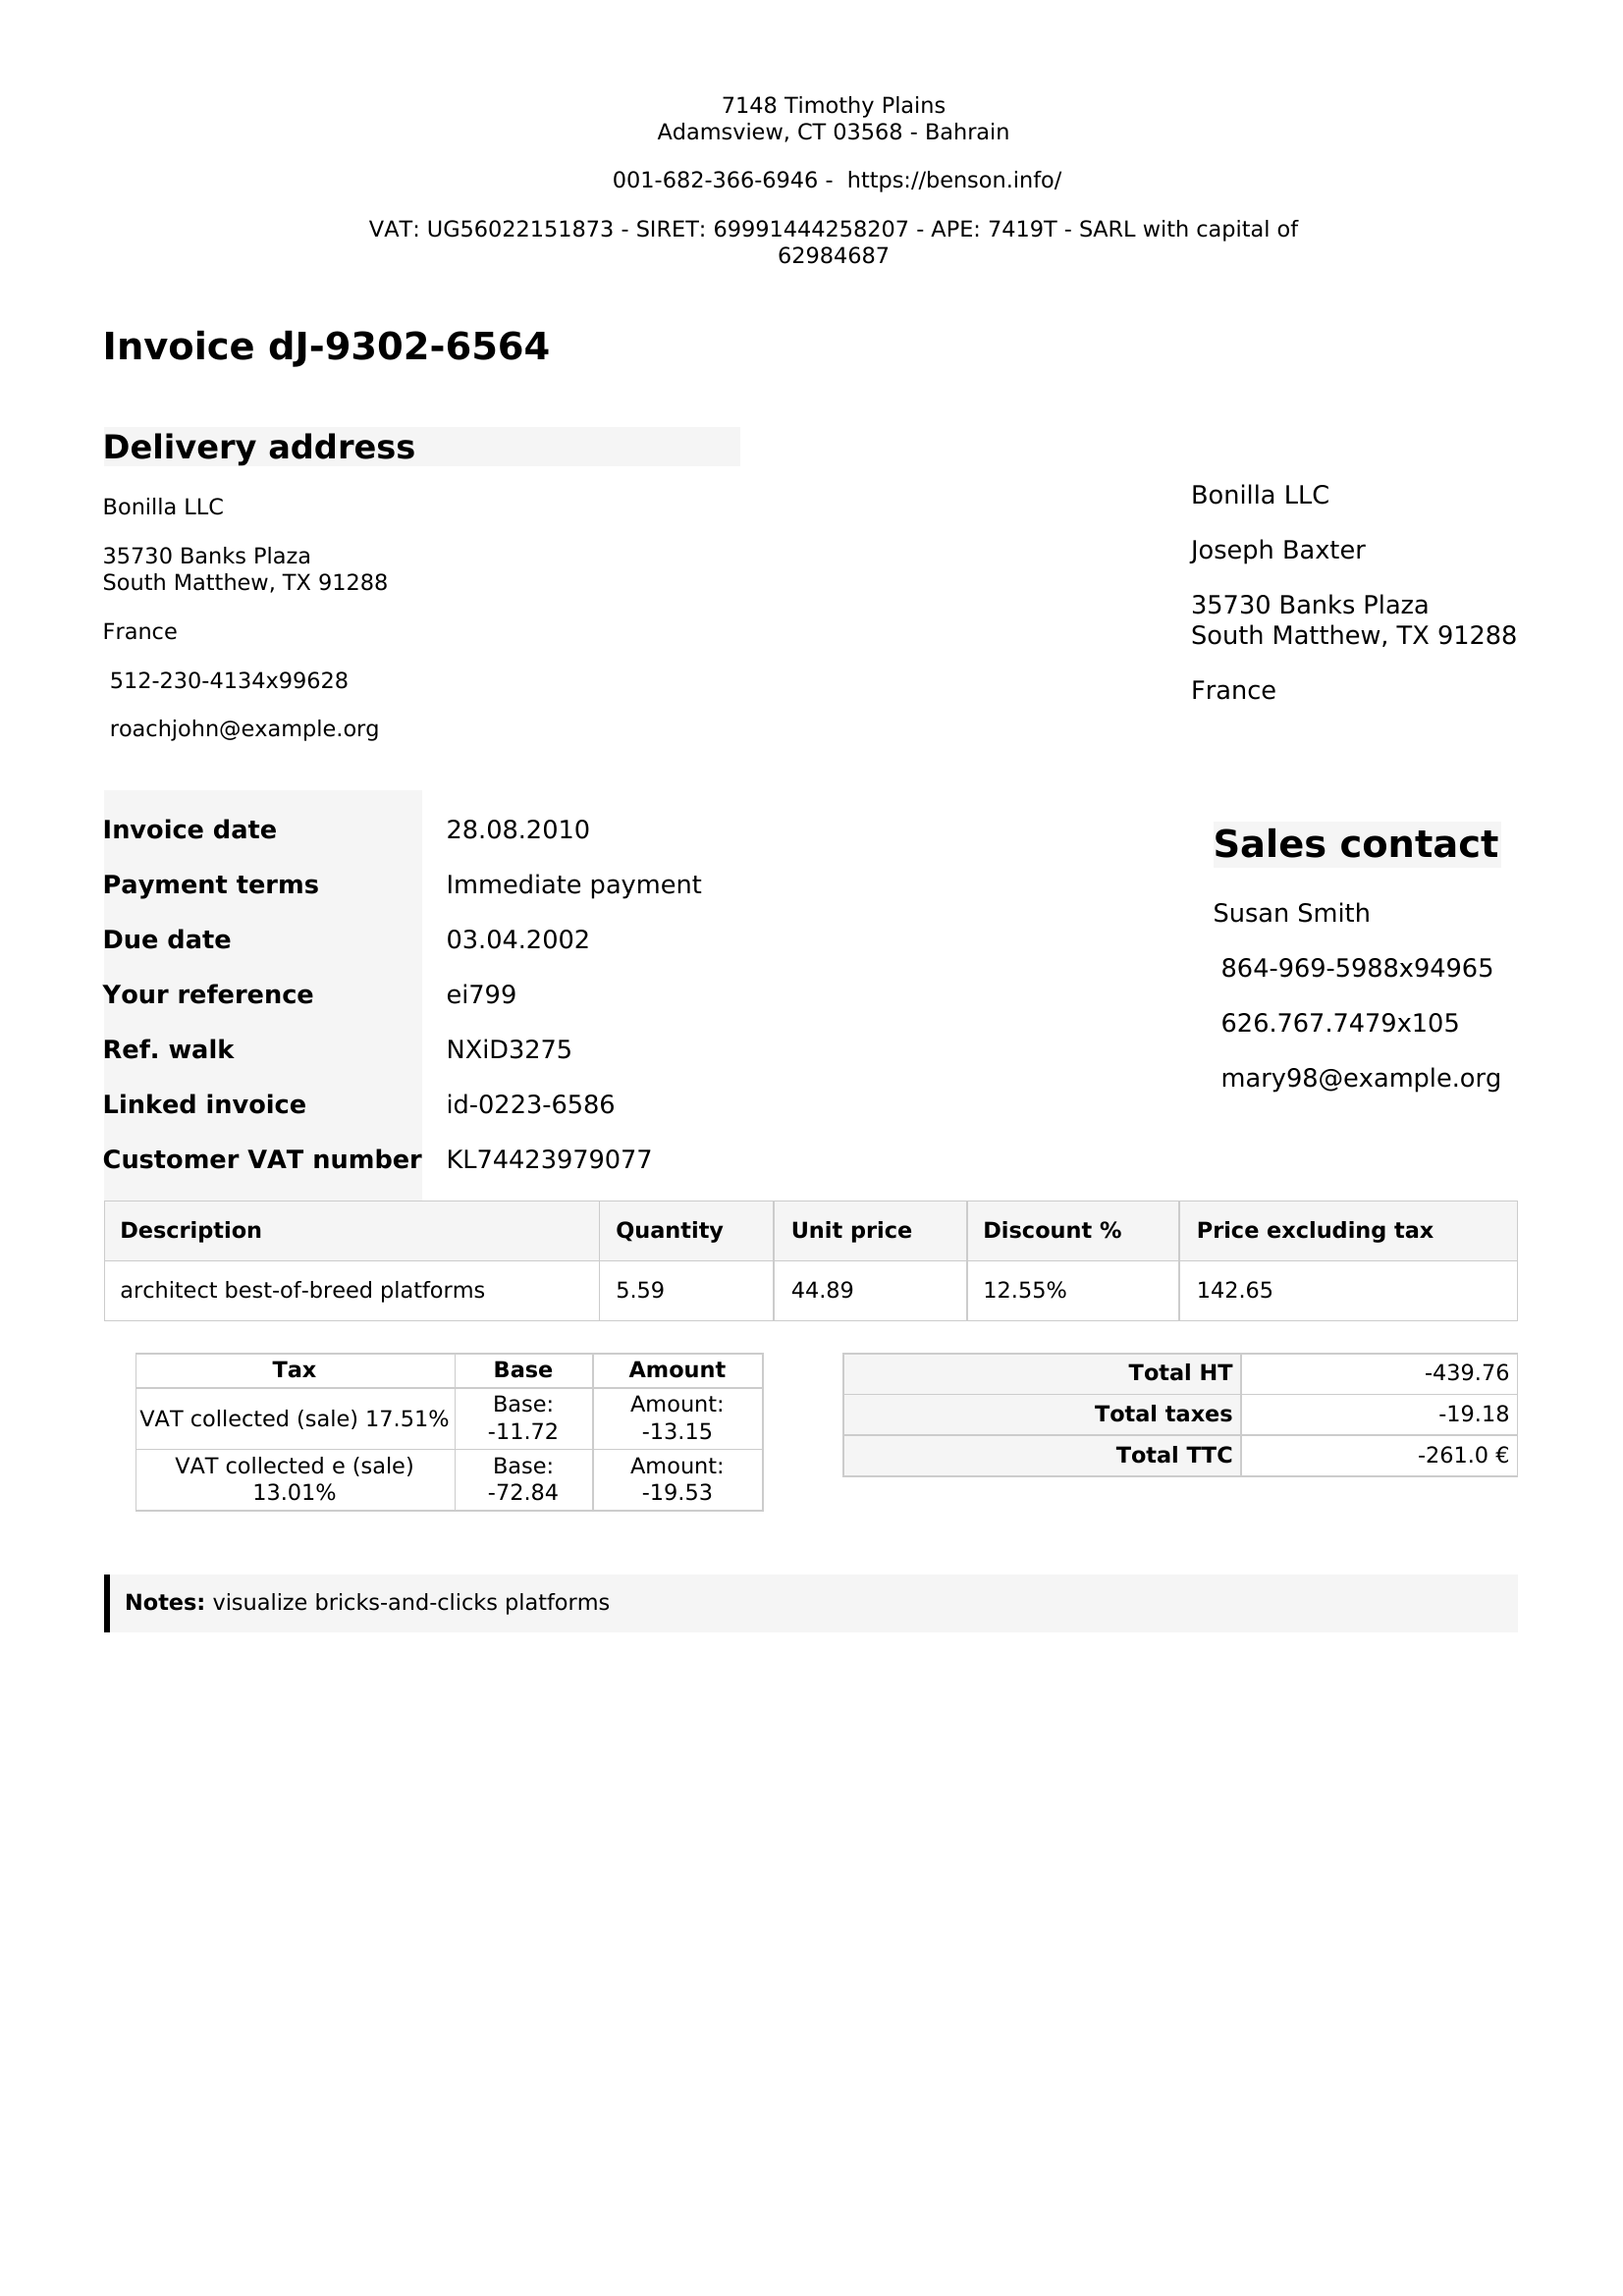 7148 Timothy Plains
Adamsview, CT 03568 - Bahrain
001-682-366-6946 -  https://benson.info/
VAT: UG56022151873 - SIRET: 69991444258207 - APE: 7419T - SARL with capital of
62984687
Invoice dJ-9302-6564
Delivery address
Bonilla LLC
35730 Banks Plaza
South Matthew, TX 91288
France
512-230-4134x99628
roachjohn@example.org
Bonilla LLC
Joseph Baxter
35730 Banks Plaza
South Matthew, TX 91288
France
Invoice date 28.08.2010
Payment terms Immediate payment
Due date 03.04.2002
Your reference ei799
Ref. walk NXiD3275
Linked invoice id-0223-6586
Customer VAT number KL74423979077
Sales contact
Susan Smith
864-969-5988x94965
626.767.7479x105
mary98@example.org
Description Quantity Unit price Discount % Price excluding tax
architect best-of-breed platforms 5.59 44.89 12.55% 142.65
Tax Base Amount
VAT collected (sale) 17.51% Base: -11.72 Amount: -13.15
VAT collected e (sale) 13.01% Base: -72.84 Amount: -19.53
Total HT -439.76
Total taxes -19.18
Total TTC -261.0 €
Notes: visualize bricks-and-clicks platforms